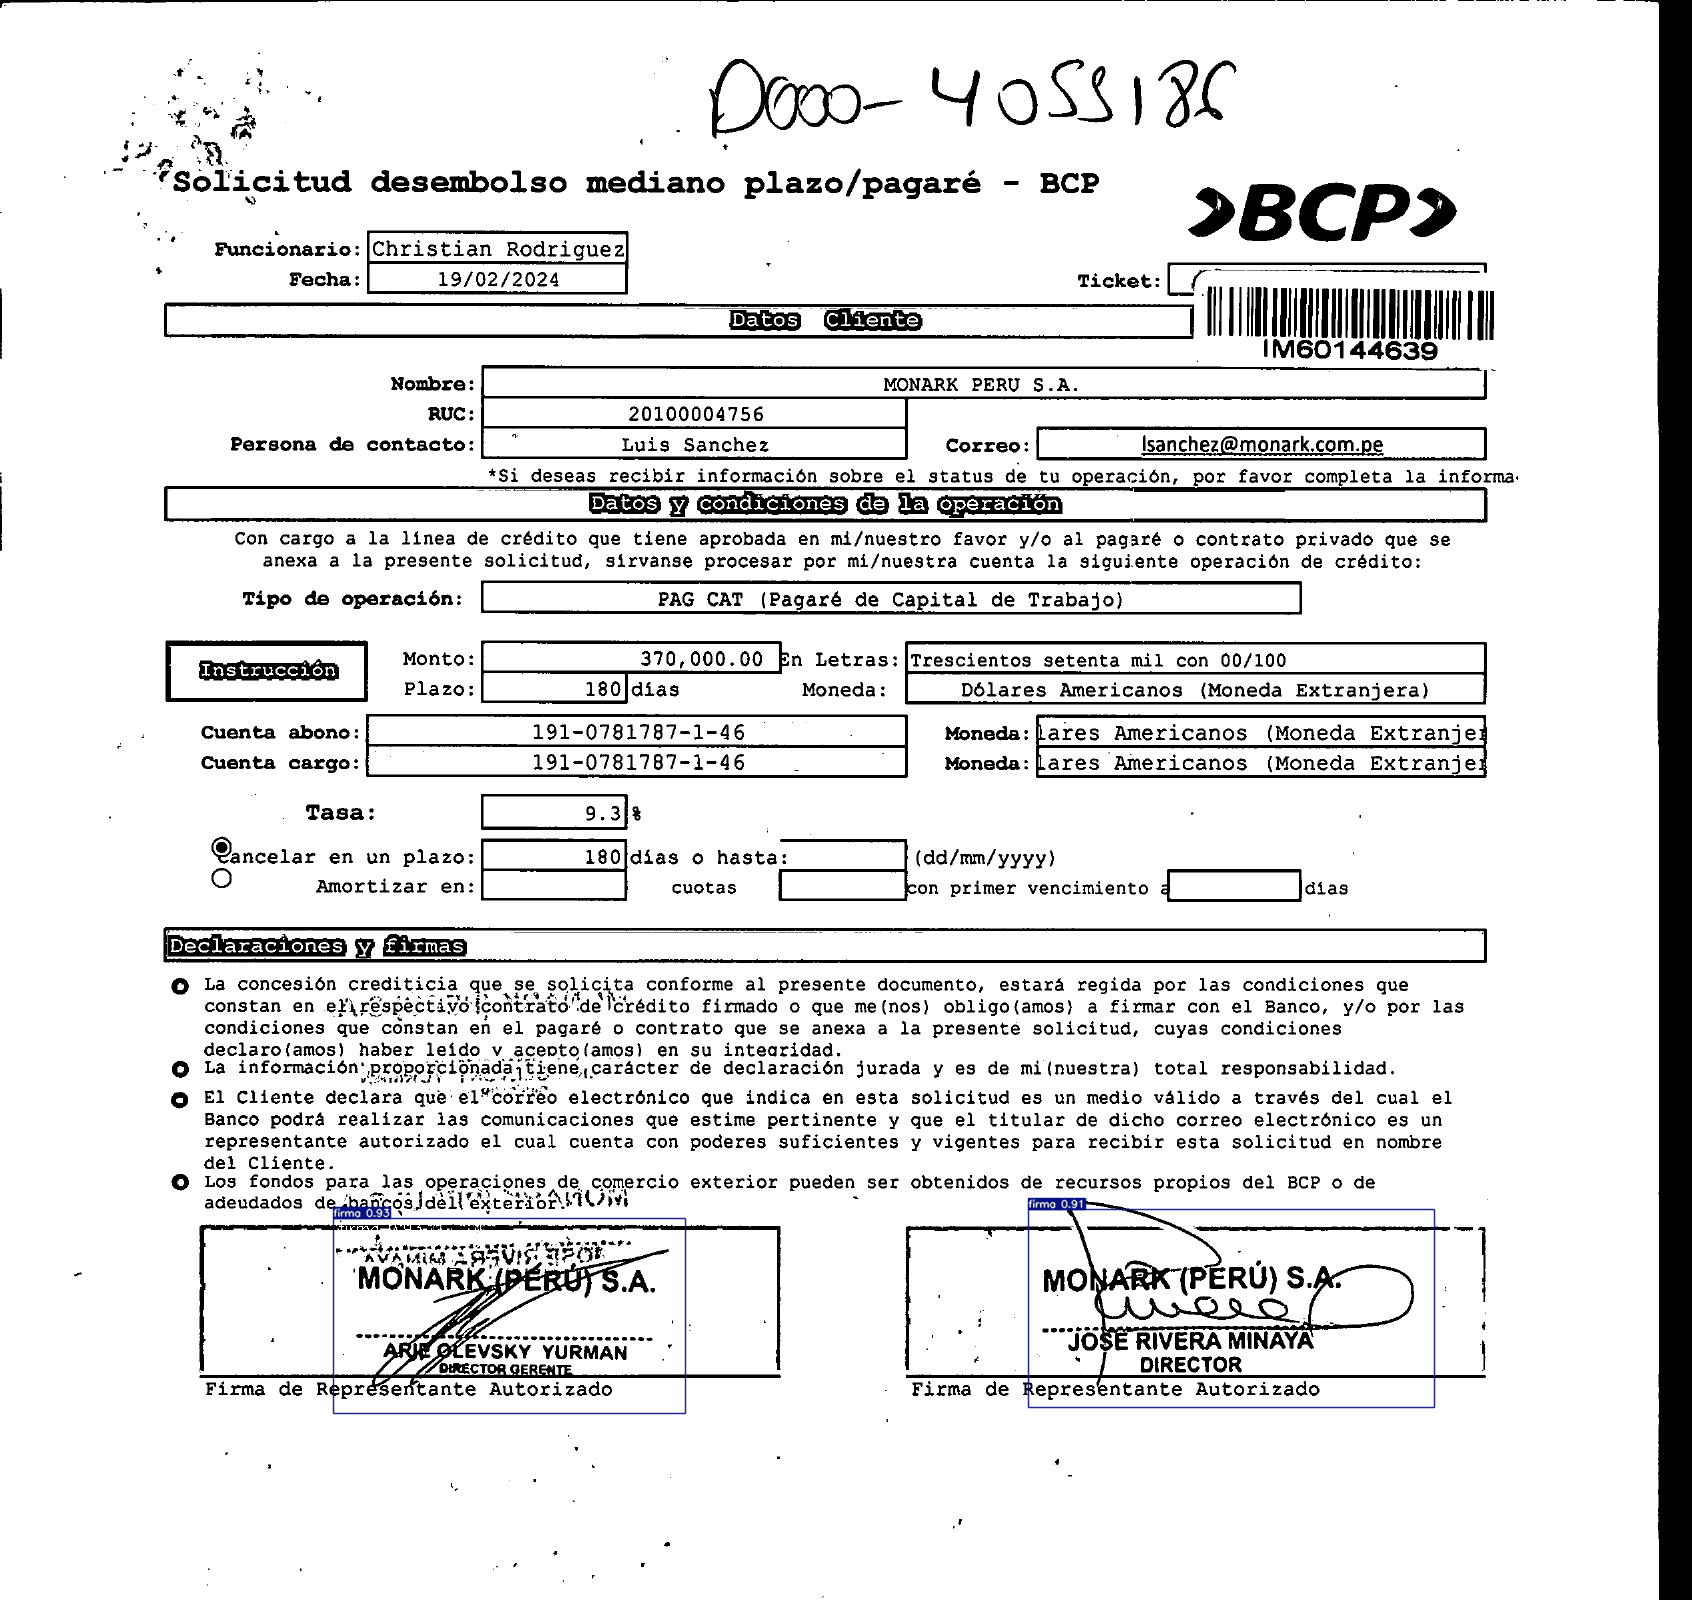 D000-4055186
Solicitud desembolso mediano plazo/pagaré - BCP
BCP
Funcionario: Christian Rodriguez
Fecha: 19/02/2024
Ticket:
Datos Cliente
IM60144639
Nombre: MONARK PERU S.A.
RUC: 20100004756
Persona de contacto: Luis Sanchez Correo: lsanchez@monark.com.pe
*Si deseas recibir información sobre el status de tu operación, por favor completa la informa
Datos y condiciones de la operación
Con cargo a la línea de crédito que tiene aprobada en mi/nuestro favor y/o al pagaré o contrato privado que se
anexa a la presente solicitud, sírvanse procesar por mi/nuestra cuenta la siguiente operación de crédito:
Tipo de operación: PAG CAT (Pagaré de Capital de Trabajo)
Instrucción
Monto: 370,000.00 En Letras: Trescientos setenta mil con 00/100
Plazo: 180 días Moneda: Dólares Americanos (Moneda Extranjera)
Cuenta abono: 191-0781787-1-46 Moneda: lares Americanos (Moneda Extranje
Cuenta cargo: 191-0781787-1-46 Moneda: lares Americanos (Moneda Extranje
Tasa: 9.3 %
Cancelar en un plazo: 180 días o hasta: (dd/mm/yyyy)
Amortizar en: cuotas con primer vencimiento a días
Declaraciones y firmas
La concesión crediticia que se solicita conforme al presente documento, estará regida por las condiciones que
constan en el respectivo contrato de crédito firmado o que me(nos) obligo(amos) a firmar con el Banco, y/o por las
condiciones que constan en el pagaré o contrato que se anexa a la presente solicitud, cuyas condiciones
declaro(amos) haber leído y acepto(amos) en su integridad.
La información proporcionada tiene carácter de declaración jurada y es de mi(nuestra) total responsabilidad.
El Cliente declara que el correo electrónico que indica en esta solicitud es un medio válido a través del cual el
Banco podrá realizar las comunicaciones que estime pertinente y que el titular de dicho correo electrónico es un
representante autorizado el cual cuenta con poderes suficientes y vigentes para recibir esta solicitud en nombre
del Cliente.
Los fondos para las operaciones de comercio exterior pueden ser obtenidos de recursos propios del BCP o de
adeudados de bancos del exterior.
firma 0.93
firma 0.91
MONARK (PERÚ) S.A.
ARIE OLEVSKY YURMAN
DIRECTOR GERENTE
Firma de Representante Autorizado
MONARK (PERÚ) S.A.
JOSE RIVERA MINAYA
DIRECTOR
Firma de Representante Autorizado